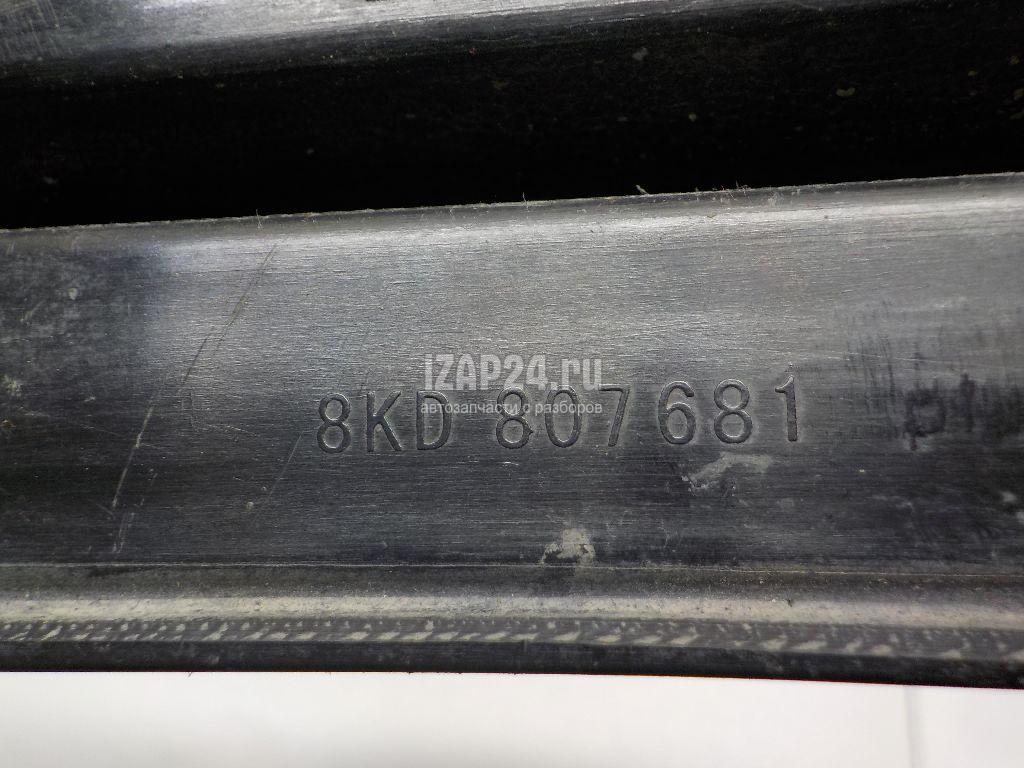 iZAP24.ru
автозапчасти с разборов
8KD 807 681